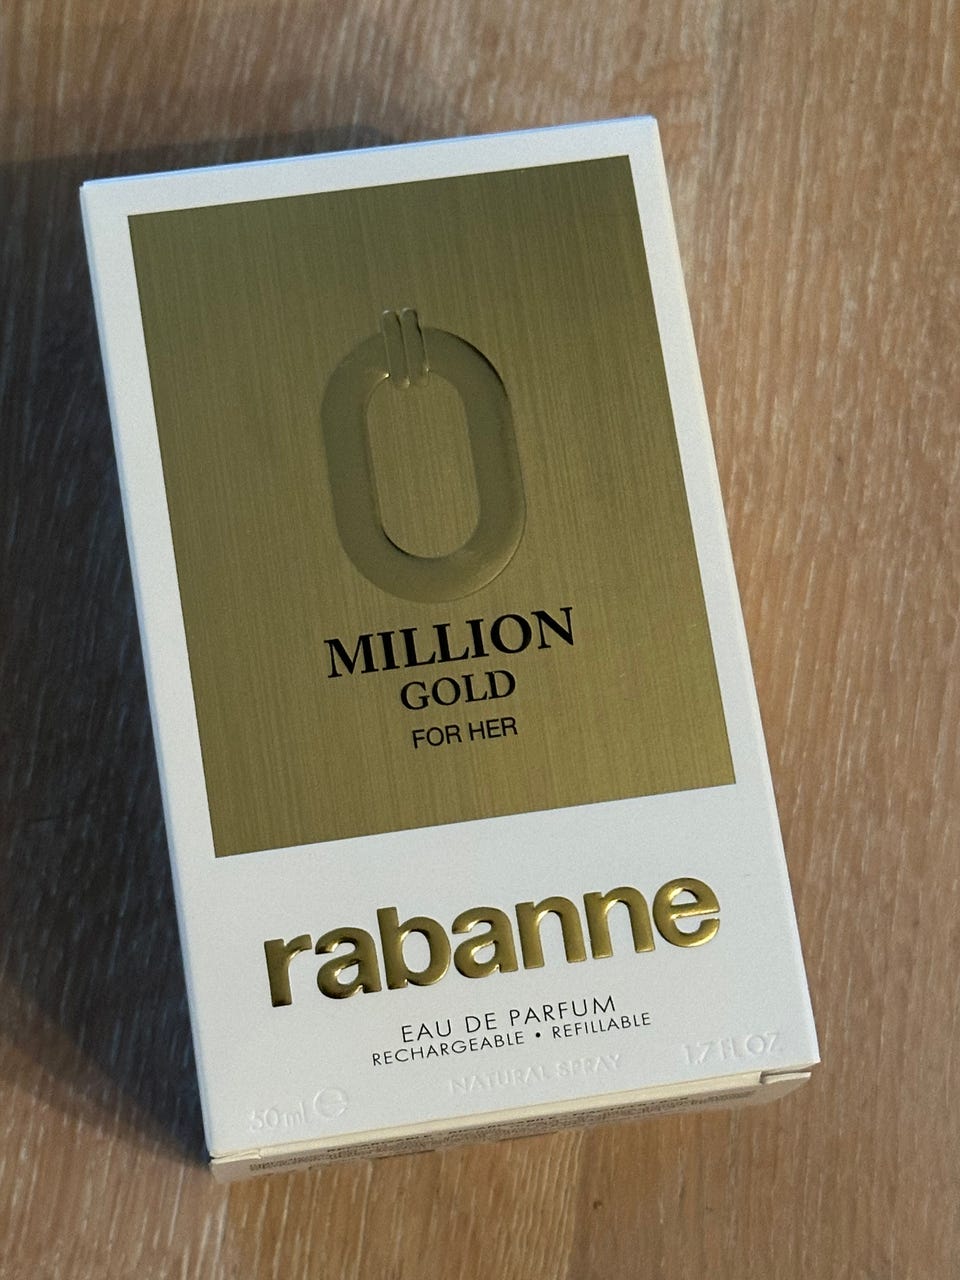 MILLION
GOLD
FOR HER
rabanne
EAU DE PARFUM
RECHARGEABLE • REFILLABLE
NATURAL SPRAY
50 ml ℮
1.7 FL OZ